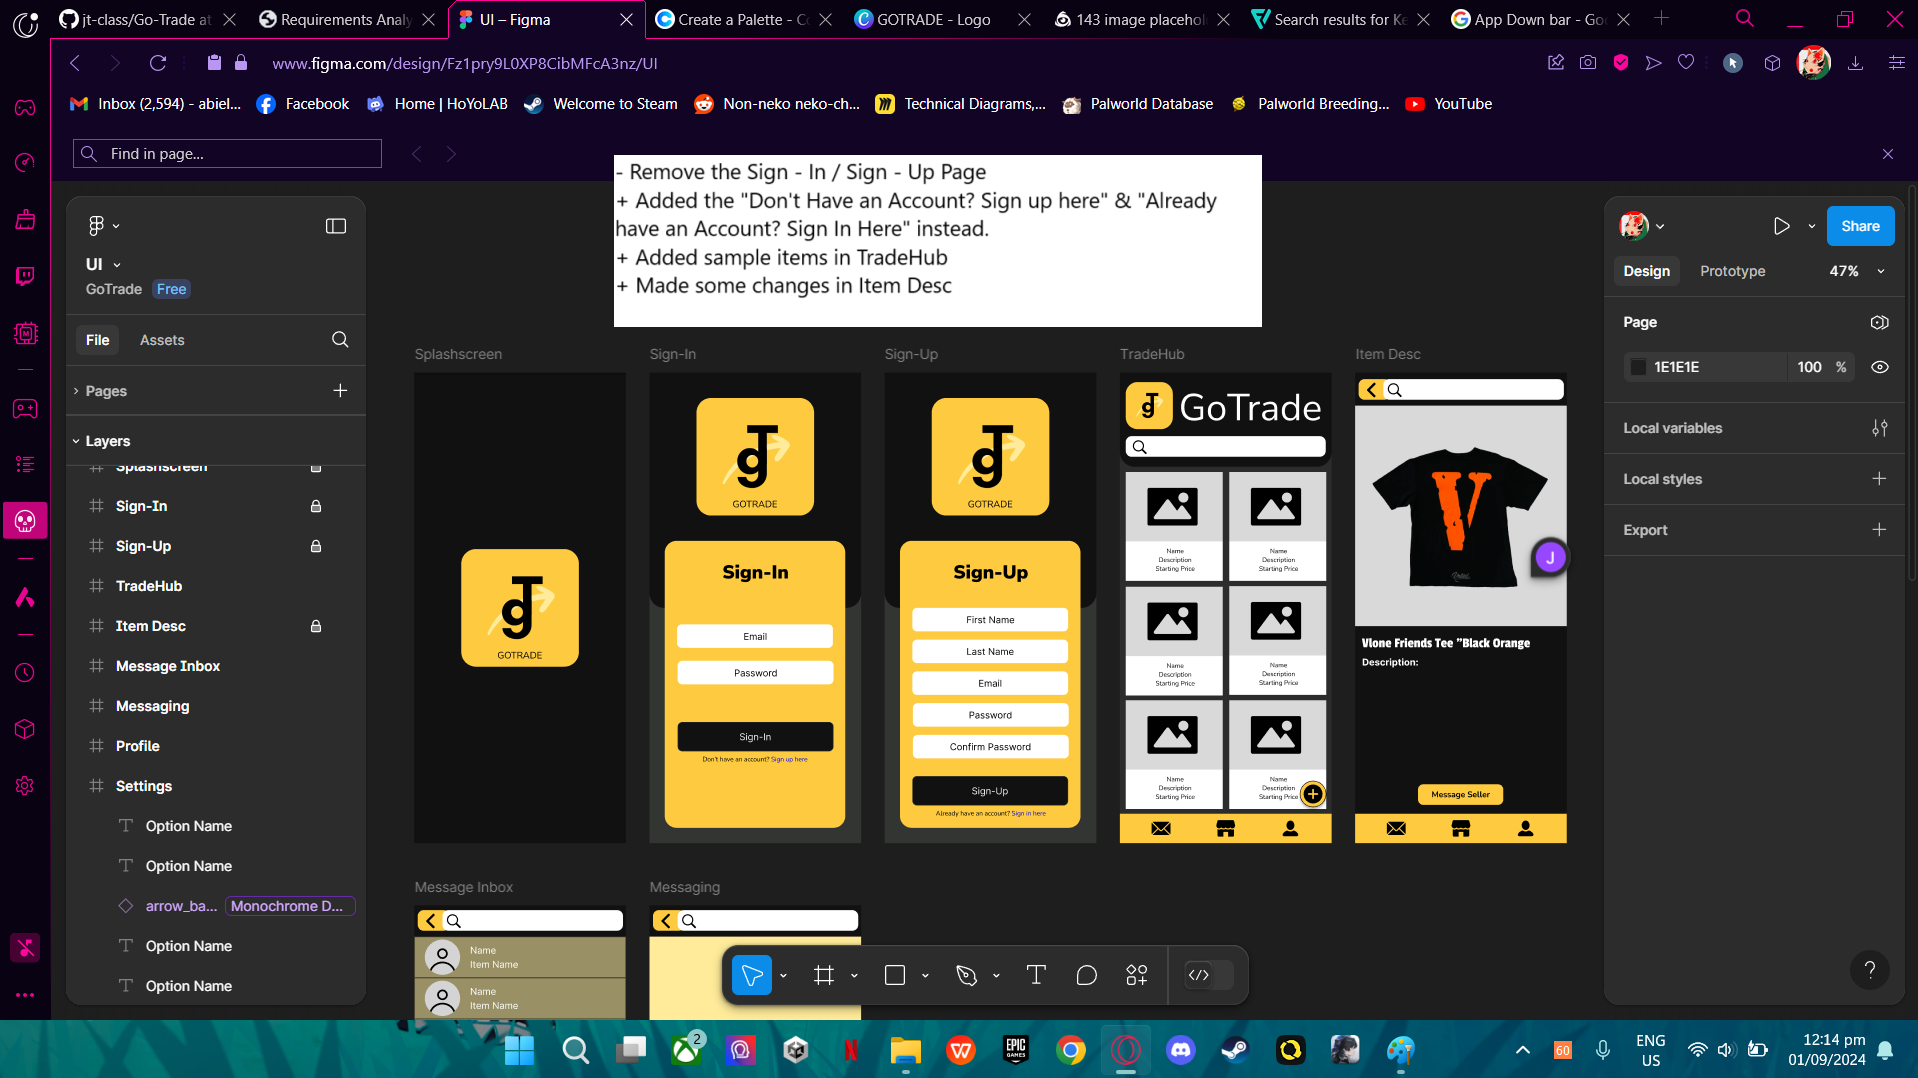 jt-class/Go-Trade at
Requirements Analy
UI – Figma
Create a Palette - Co
GOTRADE - Logo
143 image placehol
Search results for Ke
App Down bar - Goo
www.figma.com/design/Fz1pry9L0XP8CibMFcA3nz/UI
Inbox (2,594) - abiel...
Facebook
Home | HoYoLAB
Welcome to Steam
Non-neko neko-ch...
Technical Diagrams,...
Palworld Database
Palworld Breeding...
YouTube
Find in page...
- Remove the Sign - In / Sign - Up Page
+ Added the "Don't Have an Account? Sign up here" & "Already
have an Account? Sign In Here" instead.
+ Added sample items in TradeHub
+ Made some changes in Item Desc
UI
GoTrade Free
File Assets
Pages
Layers
Splashscreen
Sign-In
Sign-Up
TradeHub
Item Desc
Message Inbox
Messaging
Profile
Settings
Option Name
Option Name
arrow_ba... Monochrome D...
Option Name
Option Name
Splashscreen
GOTRADE
Sign-In
GOTRADE
Sign-In
Email
Password
Sign-In
Don't have an account? Sign up here
Sign-Up
GOTRADE
Sign-Up
First Name
Last Name
Email
Password
Confirm Password
Sign-Up
Already have an account? Sign in here
TradeHub
GoTrade
Name
Description
Starting Price
Name
Description
Starting Price
Name
Description
Starting Price
Name
Description
Starting Price
Name
Description
Starting Price
Name
Description
Starting Price
Item Desc
V
J
Vlone Friends Tee "Black Orange
Description:
Message Seller
Message Inbox
Name
Item Name
Name
Item Name
Messaging
Share
Design Prototype 47%
Page
1E1E1E 100 %
Local variables
Local styles
Export
?
2
EPIC
GAMES
60
ENG
US
12:14 pm
01/09/2024